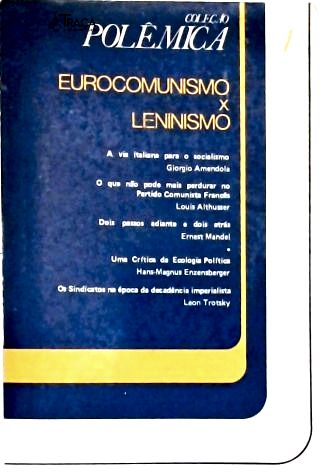 TRAÇA
COLEÇÃO
POLÊMICA
EUROCOMUNISMO
x
LENINISMO
A via italiana para o socialismo
Giorgio Amendola
O que não pode mais perdurar no
Partido Comunista Francês
Louis Althusser
Dois passos adiante e dois atrás
Ernest Mandel
Uma Crítica da Ecologia Política
Hans-Magnus Enzensberger
Os Sindicatos na época da decadência imperialista
Leon Trotsky